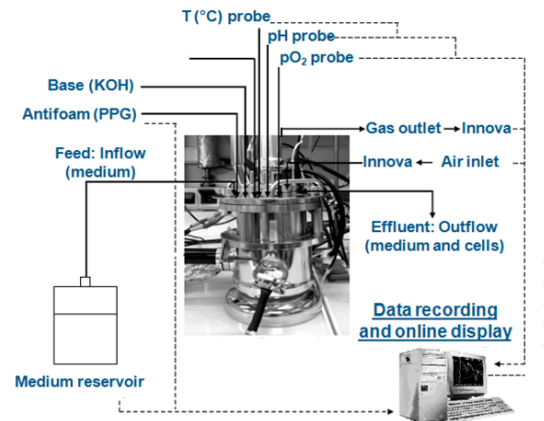 T (°C) probe
pH probe
pO₂ probe
Base (KOH)
Antifoam (PPG)
Gas outlet
Innova
Innova
Air inlet
Feed: Inflow
(medium)
Effluent: Outflow
(medium and cells)
Data recording
and online display
Medium reservoir